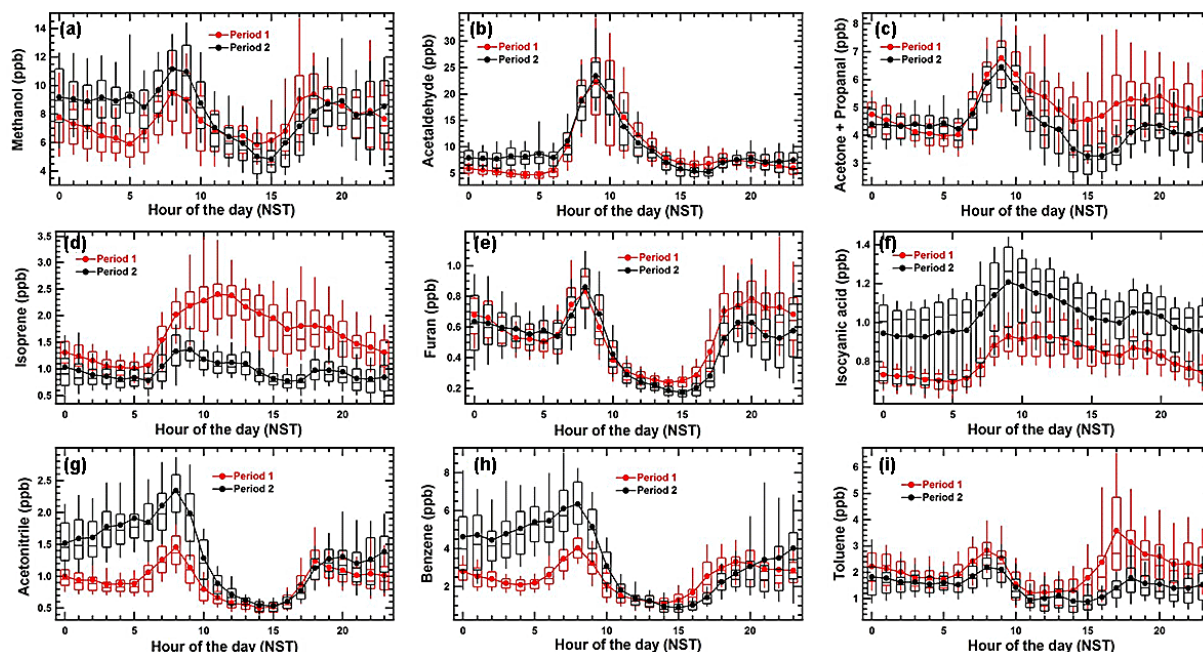 (a)
Period 1
Period 2
Methanol (ppb)
14
12
10
8
6
4
0 5 10 15 20
Hour of the day (NST)
(b)
Period 1
Period 2
Acetaldehyde (ppb)
30
25
20
15
10
5
0 5 10 15 20
Hour of the day (NST)
(c)
Period 1
Period 2
Acetone + Propanal (ppb)
8
7
6
5
4
3
0 5 10 15 20
Hour of the day (NST)
(d)
Period 1
Period 2
Isoprene (ppb)
3.5
3.0
2.5
2.0
1.5
1.0
0.5
0 5 10 15 20
Hour of the day (NST)
(e)
Period 1
Period 2
Furan (ppb)
1.0
0.8
0.6
0.4
0.2
0 5 10 15 20
Hour of the day (NST)
(f)
Period 1
Period 2
Isocyanic acid (ppb)
1.4
1.2
1.0
0.8
0 5 10 15 20
Hour of the day (NST)
(g)
Period 1
Period 2
Acetonitrile (ppb)
2.5
2.0
1.5
1.0
0.5
0 5 10 15 20
Hour of the day (NST)
(h)
Period 1
Period 2
Benzene (ppb)
8
6
4
2
0 5 10 15 20
Hour of the day (NST)
(i)
Period 1
Period 2
Toluene (ppb)
6
5
4
3
2
1
0 5 10 15 20
Hour of the day (NST)